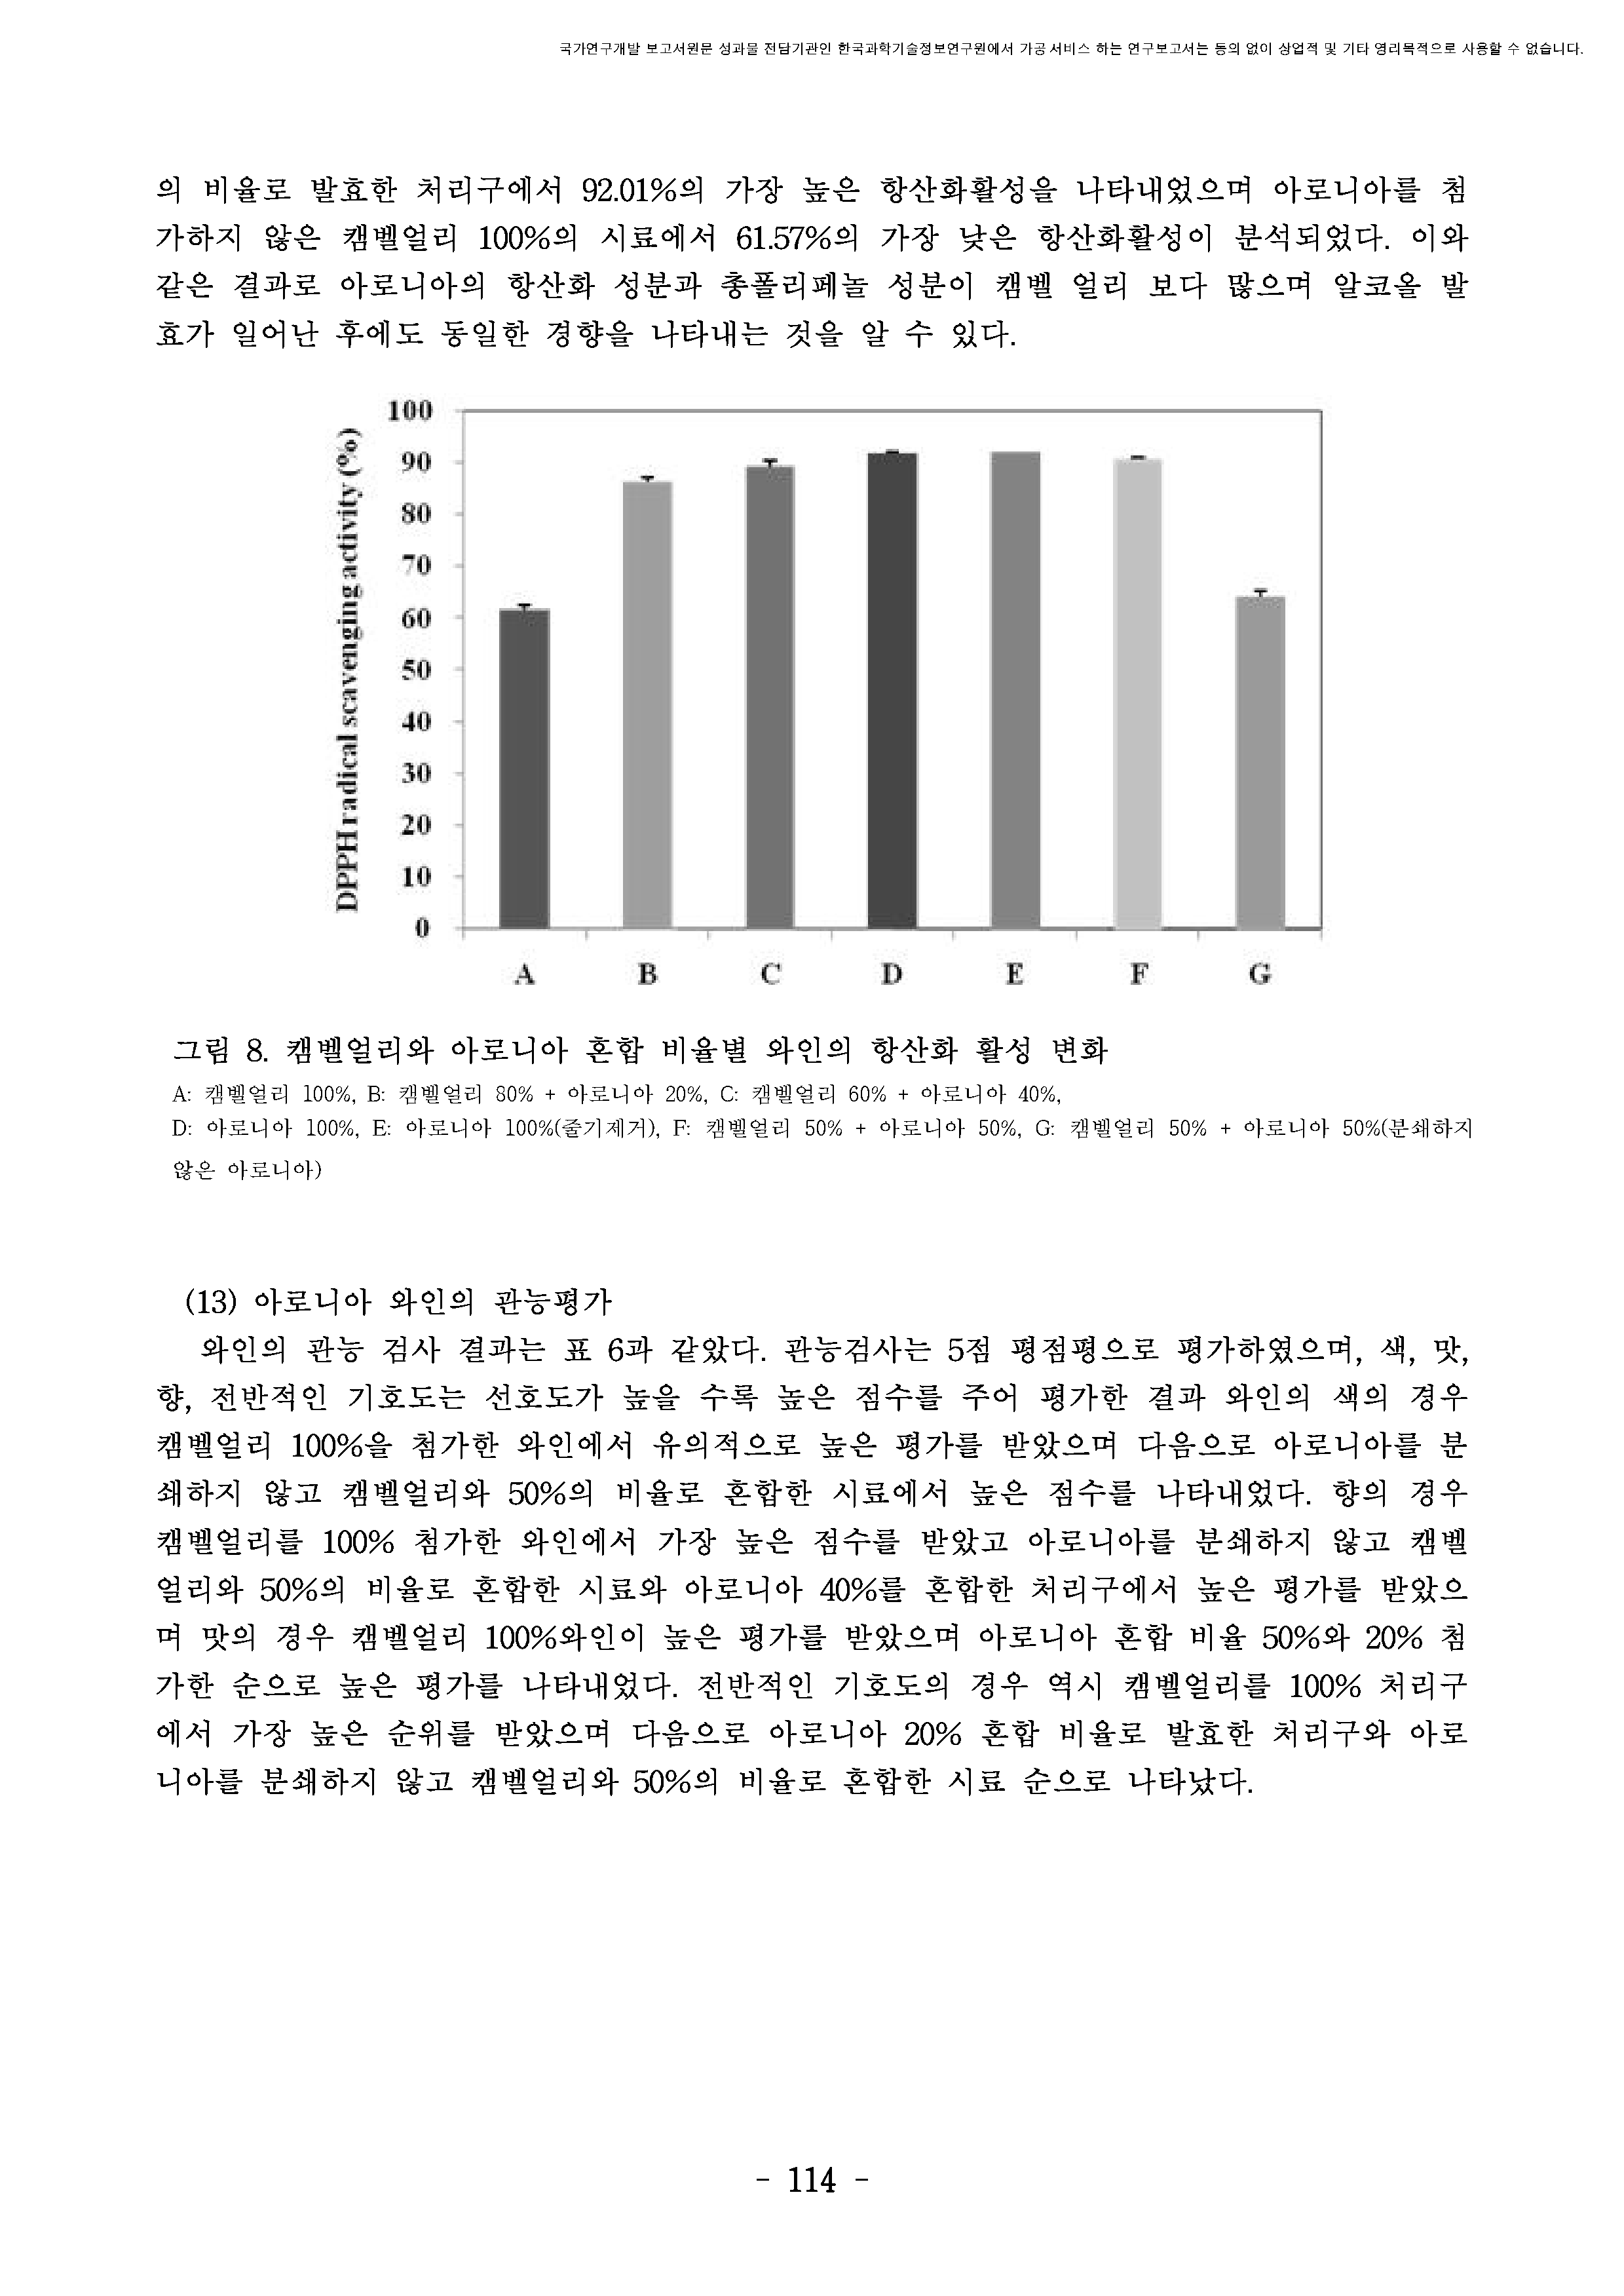 국가연구개발 보고서원문 성과물 전담기관인 한국과학기술정보연구원에서 가공·서비스 하는 연구보고서는 동의 없이 상업적 및 기타 영리목적으로 사용할 수 없습니다.
의 비율로 발효한 처리구에서 92.01%의 가장 높은 항산화활성을 나타내었으며 아로니아를 첨
가하지 않은 캠벨얼리 100%의 시료에서 61.57%의 가장 낮은 항산화활성이 분석되었다. 이와
같은 결과로 아로니아의 항산화 성분과 총폴리페놀 성분이 캠벨 얼리 보다 많으며 알코올 발
효가 일어난 후에도 동일한 경향을 나타내는 것을 알 수 있다.
DPPH radical scavenging activity (%)
100
90
80
70
60
50
40
30
20
10
0
A B C D E F G
그림 8. 캠벨얼리와 아로니아 혼합 비율별 와인의 항산화 활성 변화
A: 캠벨얼리 100%, B: 캠벨얼리 80% + 아로니아 20%, C: 캠벨얼리 60% + 아로니아 40%,
D: 아로니아 100%, E: 아로니아 100%(줄기제거), F: 캠벨얼리 50% + 아로니아 50%, G: 캠벨얼리 50% + 아로니아 50%(분쇄하지
않은 아로니아)
(13) 아로니아 와인의 관능평가
와인의 관능 검사 결과는 표 6과 같았다. 관능검사는 5점 평점평으로 평가하였으며, 색, 맛,
향, 전반적인 기호도는 선호도가 높을 수록 높은 점수를 주어 평가한 결과 와인의 색의 경우
캠벨얼리 100%을 첨가한 와인에서 유의적으로 높은 평가를 받았으며 다음으로 아로니아를 분
쇄하지 않고 캠벨얼리와 50%의 비율로 혼합한 시료에서 높은 점수를 나타내었다. 향의 경우
캠벨얼리를 100% 첨가한 와인에서 가장 높은 점수를 받았고 아로니아를 분쇄하지 않고 캠벨
얼리와 50%의 비율로 혼합한 시료와 아로니아 40%를 혼합한 처리구에서 높은 평가를 받았으
며 맛의 경우 캠벨얼리 100%와인이 높은 평가를 받았으며 아로니아 혼합 비율 50%와 20% 첨
가한 순으로 높은 평가를 나타내었다. 전반적인 기호도의 경우 역시 캠벨얼리를 100% 처리구
에서 가장 높은 순위를 받았으며 다음으로 아로니아 20% 혼합 비율로 발효한 처리구와 아로
니아를 분쇄하지 않고 캠벨얼리와 50%의 비율로 혼합한 시료 순으로 나타났다.
- 114 -